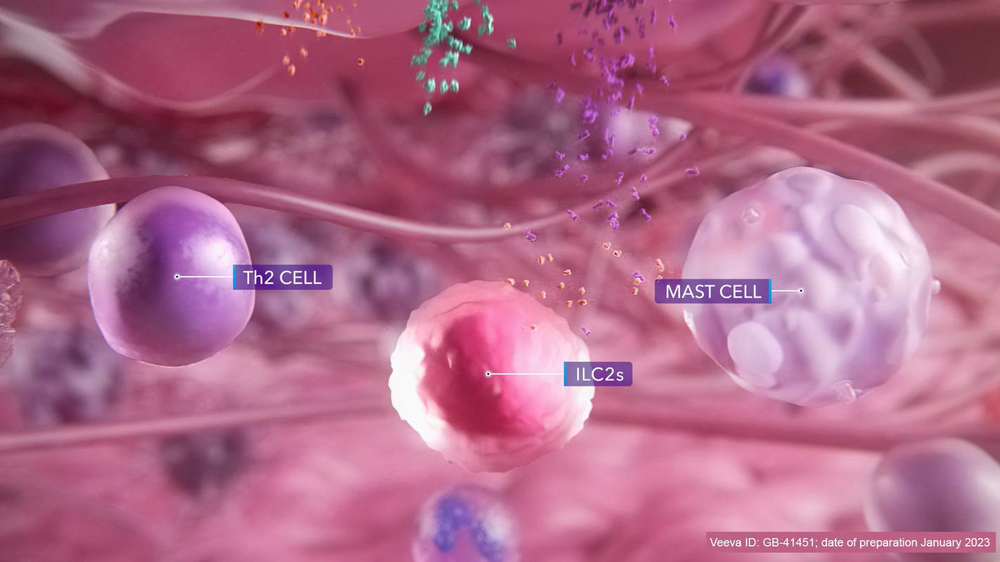 Th2 CELL
MAST CELL
ILC2s
Veeva ID: GB-41451; date of preparation January 2023